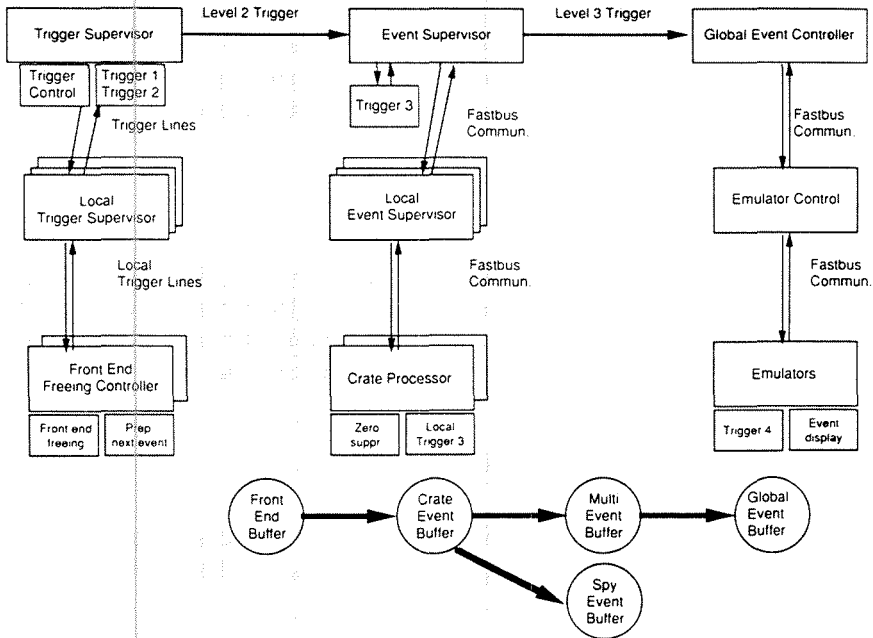 Level 2 Trigger
Level 3 Trigger
Trigger Supervisor
Event Supervisor
Global Event Controller
Trigger
Control
Trigger 1
Trigger 2
Trigger 3
Trigger Lines
Fastbus
Commun.
Fastbus
Commun.
Local
Trigger Supervisor
Local
Event Supervisor
Emulator Control
Local
Trigger Lines
Fastbus
Commun.
Fastbus
Commun.
Front End
Freeing Controller
Crate Processor
Emulators
Front end
freeing
Prep
next event
Zero
suppr
Local
Trigger 3
Trigger 4
Event
display
Front
End
Buffer
Crate
Event
Buffer
Multi
Event
Buffer
Global
Event
Buffer
Spy
Event
Buffer